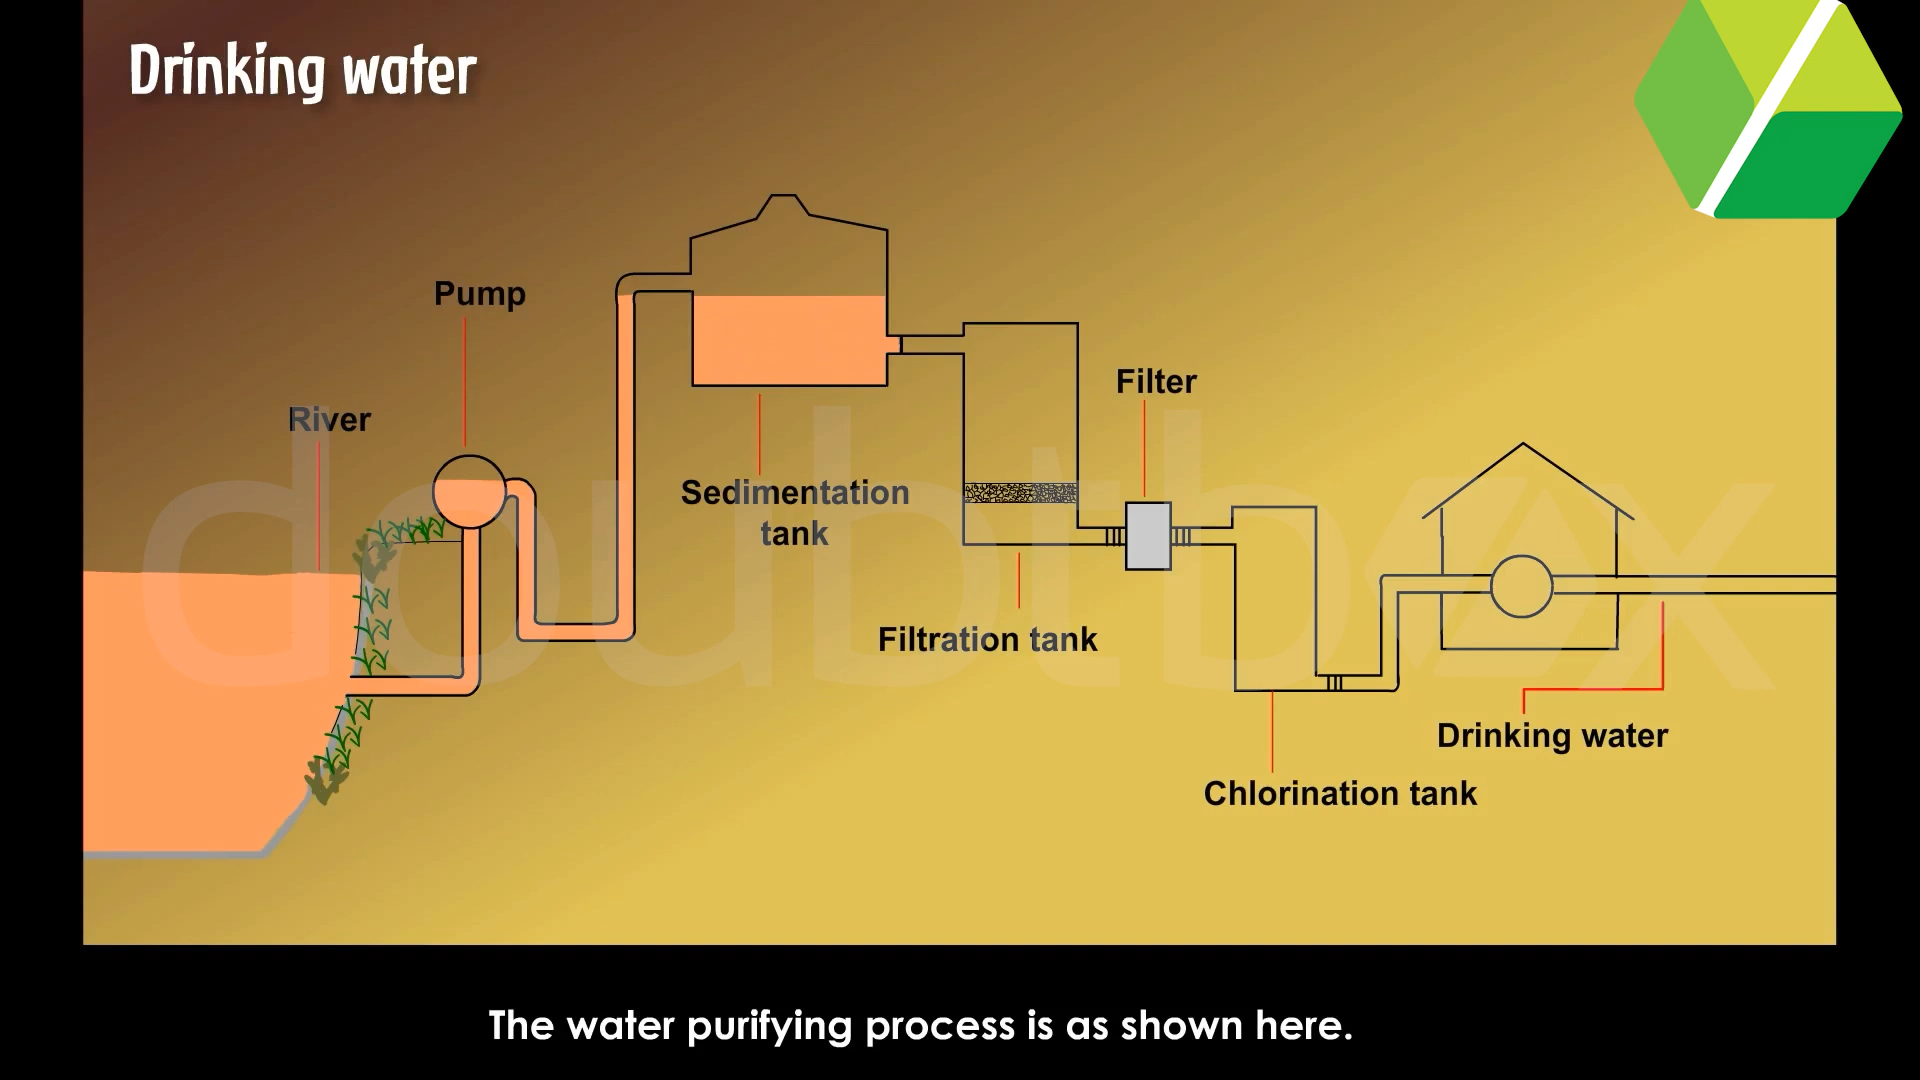 Drinking water
Pump
Filter
River
Sedimentation
tank
Filtration tank
Drinking water
Chlorination tank
doubtbox
The water purifying process is as shown here.